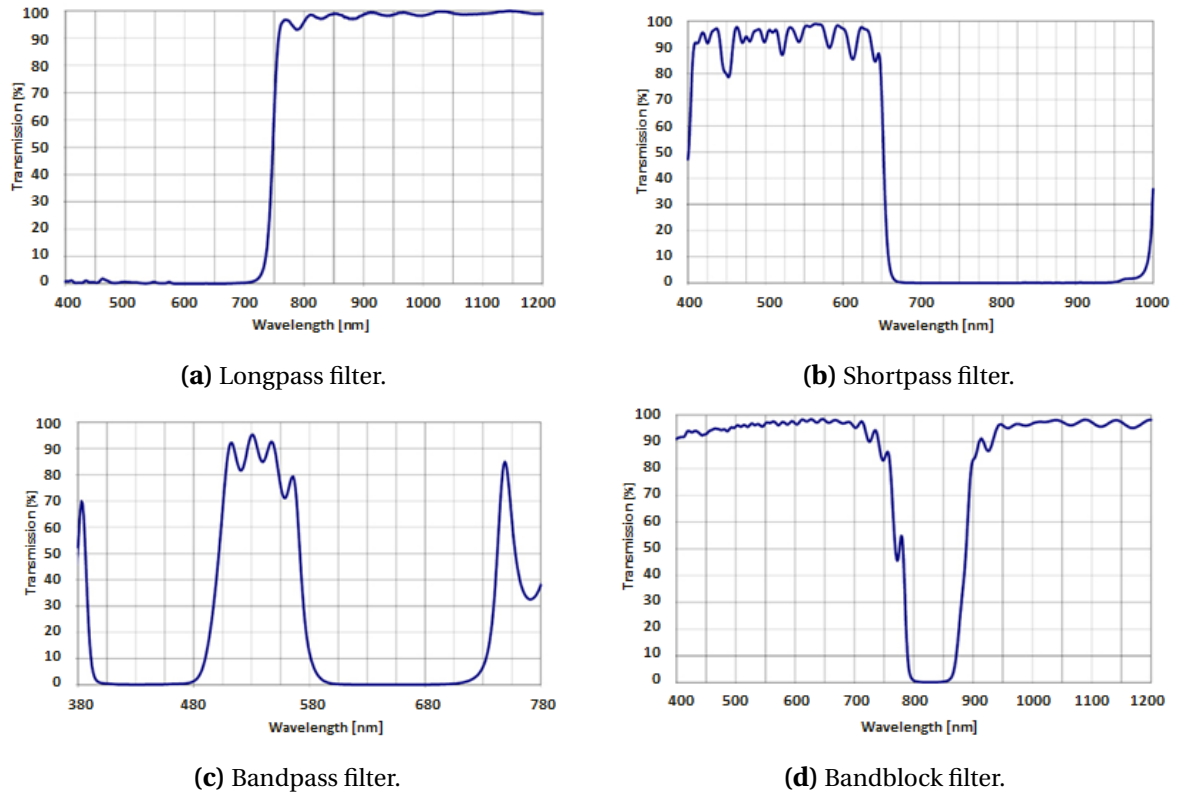 100
90
80
70
60
50
40
30
20
10
0
Transmission [%]
400 500 600 700 800 900 1000 1100 1200
Wavelength [nm]
(a) Longpass filter.
100
90
80
70
60
50
40
30
20
10
0
Transmission [%]
400 500 600 700 800 900 1000
Wavelength [nm]
(b) Shortpass filter.
100
90
80
70
60
50
40
30
20
10
0
Transmission [%]
380 480 580 680 780
Wavelength [nm]
(c) Bandpass filter.
100
90
80
70
60
50
40
30
20
10
0
Transmission [%]
400 500 600 700 800 900 1000 1100 1200
Wavelength [nm]
(d) Bandblock filter.